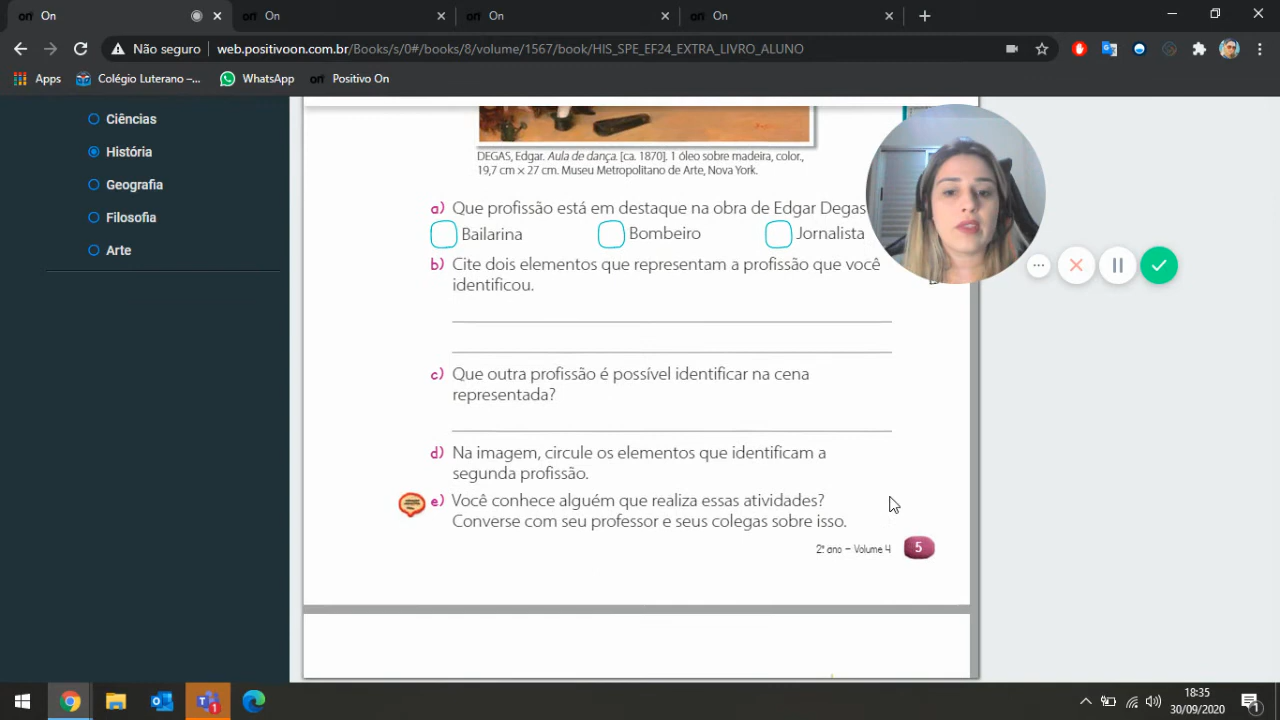 On
On
On
On
Não seguro
web.positivoon.com.br/Books/s/0#/books/8/volume/1567/book/HIS_SPE_EF24_EXTRA_LIVRO_ALUNO
Apps
Colégio Luterano –...
WhatsApp
on
Positivo On
Ciências
História
Geografia
Filosofia
Arte
DEGAS, Edgar. Aula de dança. [ca. 1870]. 1 óleo sobre madeira, color.,
19,7 cm × 27 cm. Museu Metropolitano de Arte, Nova York.
a) Que profissão está em destaque na obra de Edgar Degas
Bailarina
Bombeiro
Jornalista
b) Cite dois elementos que representam a profissão que você
identificou.
c) Que outra profissão é possível identificar na cena
representada?
d) Na imagem, circule os elementos que identificam a
segunda profissão.
e) Você conhece alguém que realiza essas atividades?
Converse com seu professor e seus colegas sobre isso.
2º. ano – Volume 4
5
1
18:35
30/09/2020
1